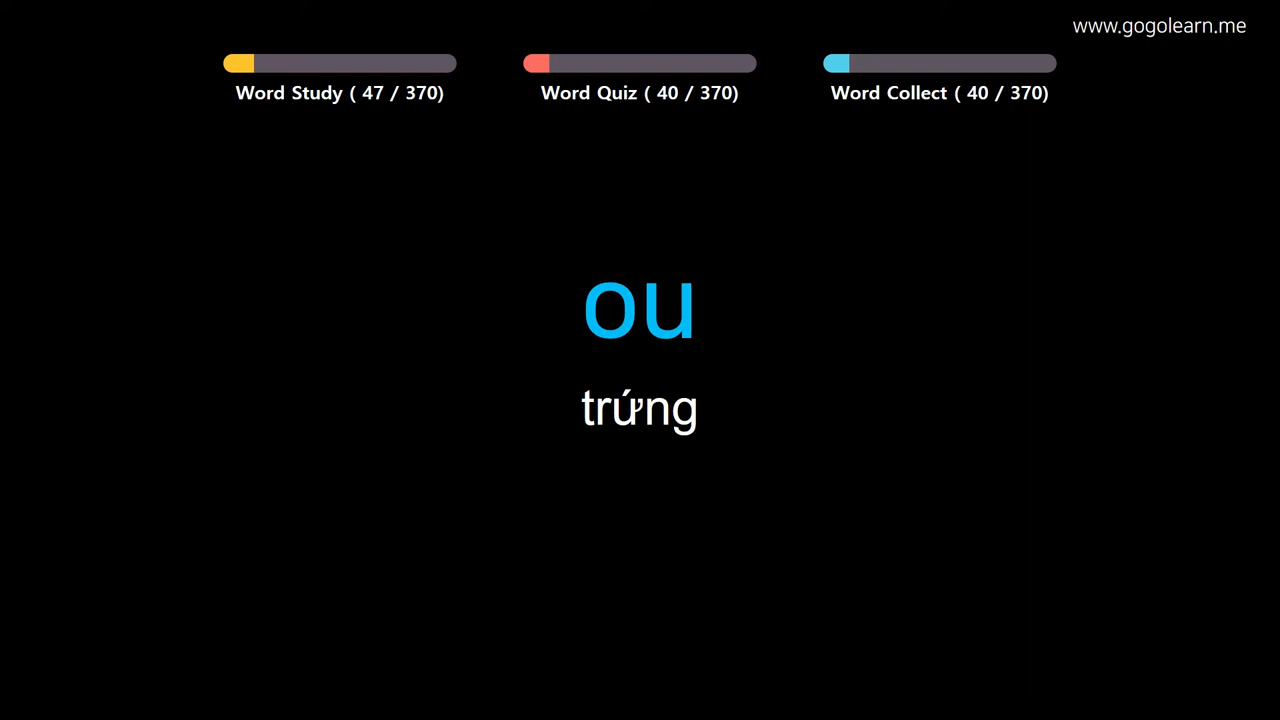 www.gogolearn.me
Word Study ( 47 / 370)
Word Quiz ( 40 / 370)
Word Collect ( 40 / 370)
ou
trứng